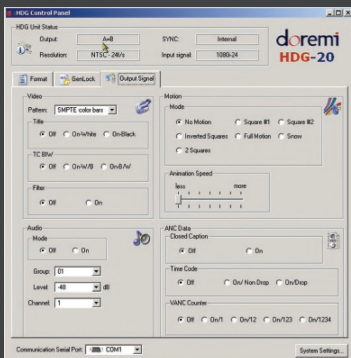 HDG Control Panel
HDG Unit Status
Output: A+B SYNC: Internal
Resolution: NTSC - 24f/s Input signal: 1080i-24
doremi
HDG-20
Format GenLock Output Signal
Video
Pattern: SMPTE color bars
Title
Off On-White On-Black
TC B/W
Off On-W/B On-B/W
Filter
Off On
Motion
Mode
No Motion Square #1 Square #2
Inverted Squares Full Motion Snow
2 Squares
Animation Speed
less more
Audio
Mode
Off On
Group: 01
Level: -40 dB
Channel: 1
ANC Data
Closed Caption
Off On
Time Code
Off On/ Non Drop On/Drop
VANC Counter
Off On/1 On/12 On/123 On/1234
Communication Serial Port: COM1 System Settings...